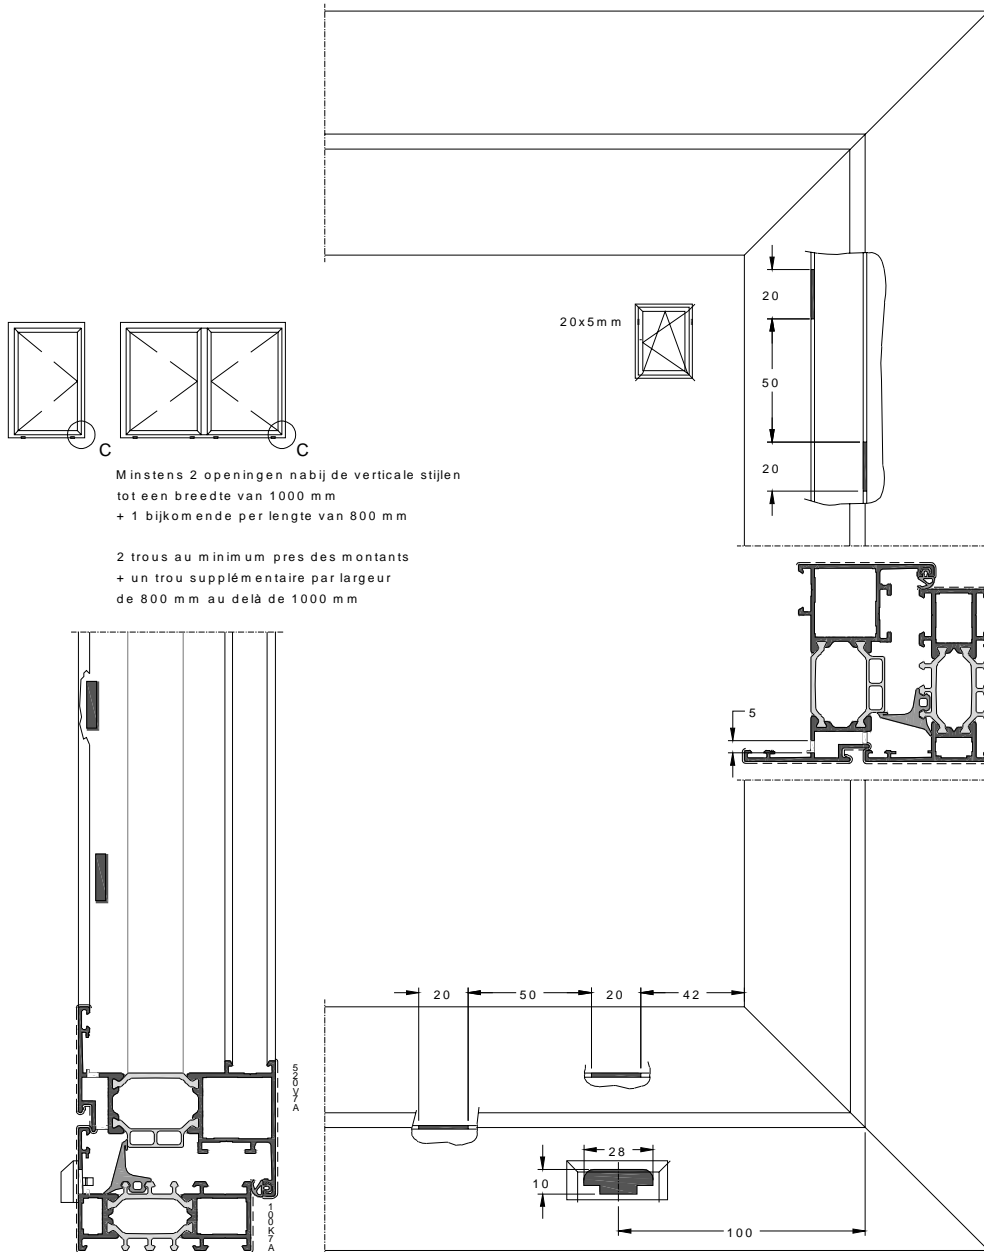 20
20x5mm
50
C
C
20
Minstens 2 openingen nabij de verticale stijlen
tot een breedte van 1000 mm
+ 1 bijkomende per lengte van 800 mm
2 trous au minimum pres des montants
+ un trou supplémentaire par largeur
de 800 mm au delà de 1000 mm
5
20
50
20
42
520V7A
28
10
100K7A
100